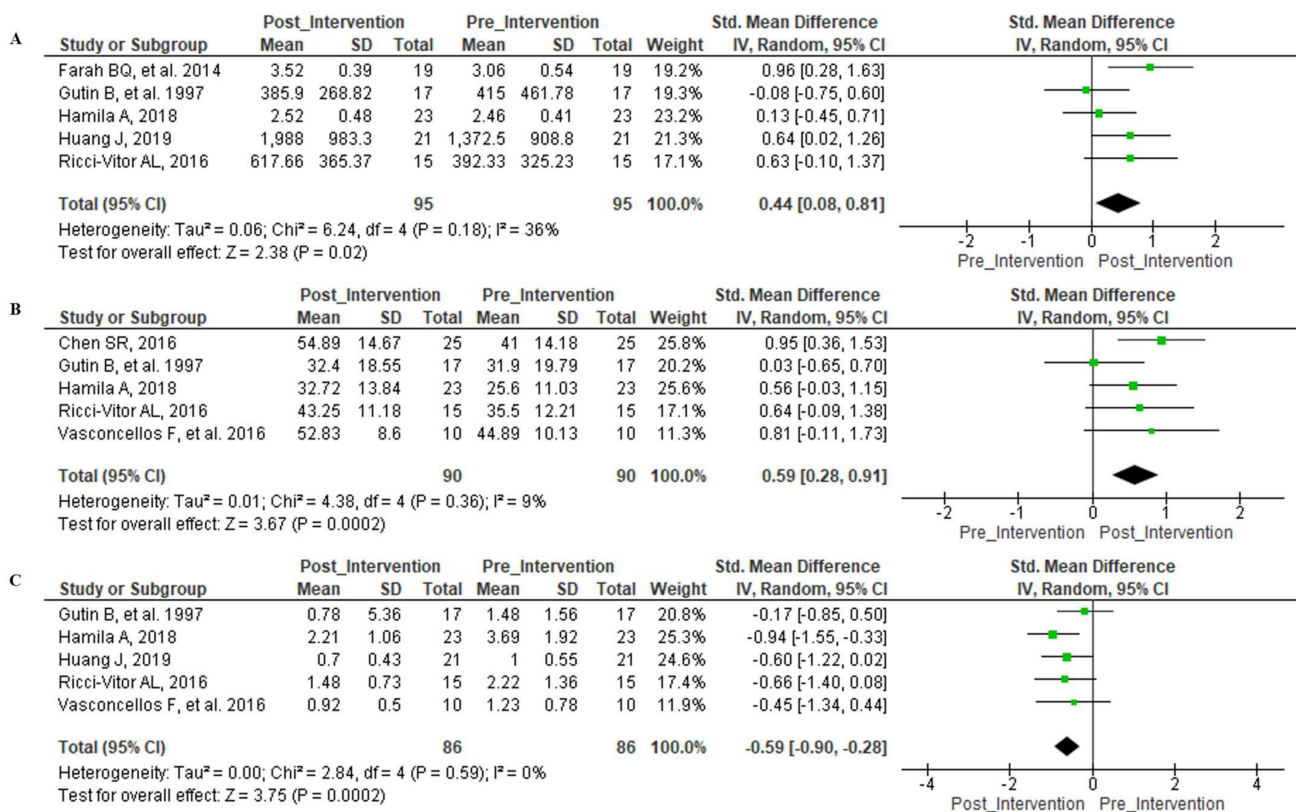 A
Post_Intervention Pre_Intervention Std. Mean Difference Std. Mean Difference
Study or Subgroup Mean SD Total Mean SD Total Weight IV, Random, 95% CI IV, Random, 95% CI
Farah BQ, et al. 2014 3.52 0.39 19 3.06 0.54 19 19.2% 0.96 [0.28, 1.63]
Gutin B, et al. 1997 385.9 268.82 17 415 461.78 17 19.3% -0.08 [-0.75, 0.60]
Hamila A, 2018 2.52 0.48 23 2.46 0.41 23 23.2% 0.13 [-0.45, 0.71]
Huang J, 2019 1,988 983.3 21 1,372.5 908.8 21 21.3% 0.64 [0.02, 1.26]
Ricci-Vitor AL, 2016 617.66 365.37 15 392.33 325.23 15 17.1% 0.63 [-0.10, 1.37]
Total (95% CI) 95 95 100.0% 0.44 [0.08, 0.81]
Heterogeneity: Tau² = 0.06; Chi² = 6.24, df = 4 (P = 0.18); I² = 36%
Test for overall effect: Z = 2.38 (P = 0.02)
-2 -1 0 1 2
Pre_Intervention Post_Intervention
B
Post_Intervention Pre_Intervention Std. Mean Difference Std. Mean Difference
Study or Subgroup Mean SD Total Mean SD Total Weight IV, Random, 95% CI IV, Random, 95% CI
Chen SR, 2016 54.89 14.67 25 41 14.18 25 25.8% 0.95 [0.36, 1.53]
Gutin B, et al. 1997 32.4 18.55 17 31.9 19.79 17 20.2% 0.03 [-0.65, 0.70]
Hamila A, 2018 32.72 13.84 23 25.6 11.03 23 25.6% 0.56 [-0.03, 1.15]
Ricci-Vitor AL, 2016 43.25 11.18 15 35.5 12.21 15 17.1% 0.64 [-0.09, 1.38]
Vasconcellos F, et al. 2016 52.83 8.6 10 44.89 10.13 10 11.3% 0.81 [-0.11, 1.73]
Total (95% CI) 90 90 100.0% 0.59 [0.28, 0.91]
Heterogeneity: Tau² = 0.01; Chi² = 4.38, df = 4 (P = 0.36); I² = 9%
Test for overall effect: Z = 3.67 (P = 0.0002)
-2 -1 0 1 2
Pre_Intervention Post_Intervention
C
Post_Intervention Pre_Intervention Std. Mean Difference Std. Mean Difference
Study or Subgroup Mean SD Total Mean SD Total Weight IV, Random, 95% CI IV, Random, 95% CI
Gutin B, et al. 1997 0.78 5.36 17 1.48 1.56 17 20.8% -0.17 [-0.85, 0.50]
Hamila A, 2018 2.21 1.06 23 3.69 1.92 23 25.3% -0.94 [-1.55, -0.33]
Huang J, 2019 0.7 0.43 21 1 0.55 21 24.6% -0.60 [-1.22, 0.02]
Ricci-Vitor AL, 2016 1.48 0.73 15 2.22 1.36 15 17.4% -0.66 [-1.40, 0.08]
Vasconcellos F, et al. 2016 0.92 0.5 10 1.23 0.78 10 11.9% -0.45 [-1.34, 0.44]
Total (95% CI) 86 86 100.0% -0.59 [-0.90, -0.28]
Heterogeneity: Tau² = 0.00; Chi² = 2.84, df = 4 (P = 0.59); I² = 0%
Test for overall effect: Z = 3.75 (P = 0.0002)
-4 -2 0 2 4
Post_Intervention Pre_Intervention